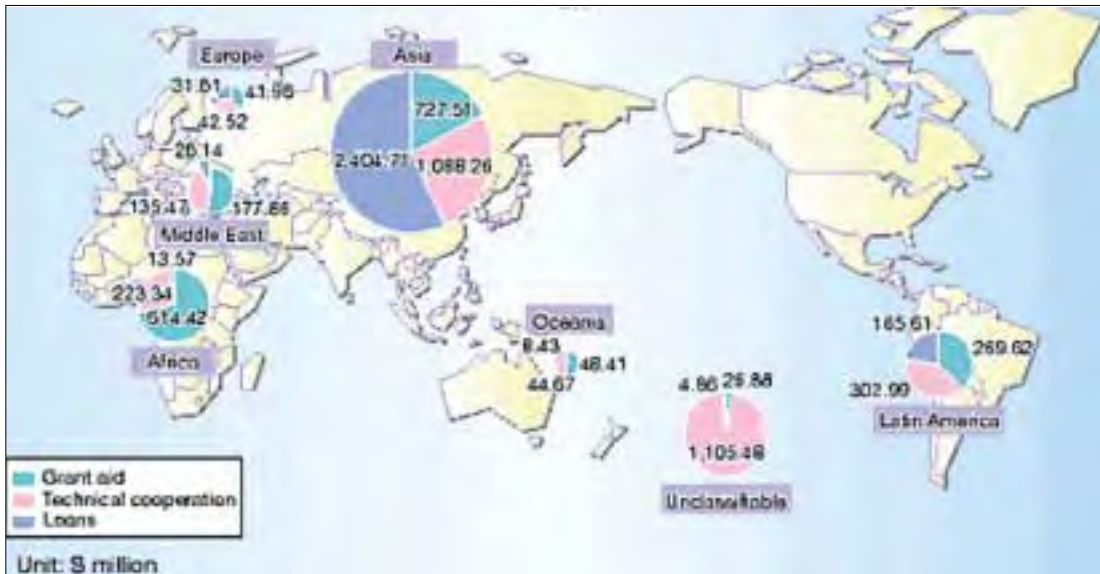 Europe
Asia
31.61
41.95
42.52
727.51
2,404.71
1,088.26
26.14
135.47
177.86
Middle East
13.57
223.34
614.42
Africa
Oceania
8.43
48.41
44.67
4.86
26.88
1,105.48
Unclassifiable
165.61
269.62
302.99
Latin America
Grant aid
Technical cooperation
Loans
Unit: $ million